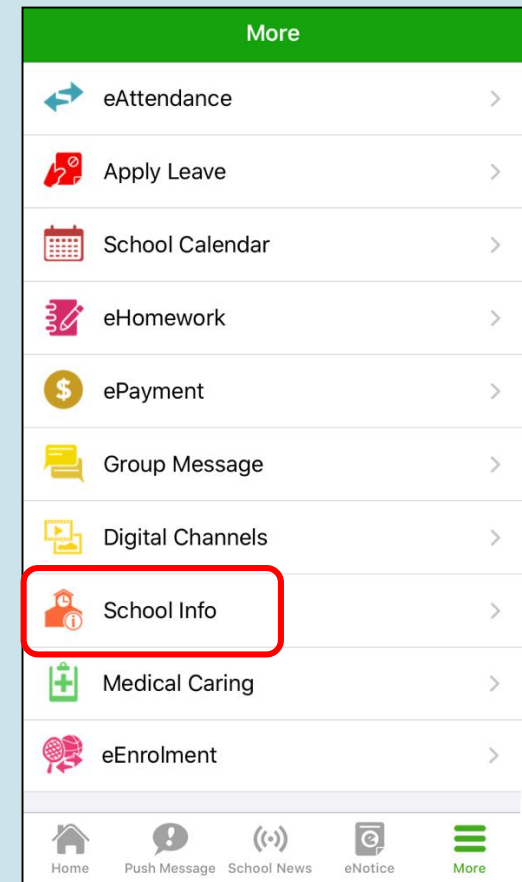 More
eAttendance
Apply Leave
School Calendar
eHomework
ePayment
Group Message
Digital Channels
School Info
Medical Caring
eEnrolment
Home Push Message School News eNotice More